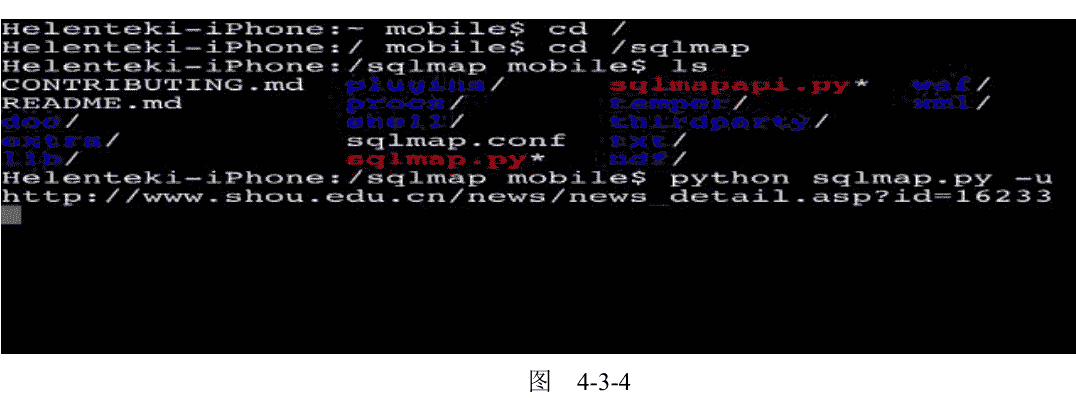 Helenteki-iPhone:~ mobile$ cd /
Helenteki-iPhone:/ mobile$ cd /sqlmap
Helenteki-iPhone:/sqlmap mobile$ ls
CONTRIBUTING.md plugins/ sqlmapapi.py* waf/
README.md procs/ tamper/ xml/
doc/ shell/ thirdparty/
extra/ sqlmap.conf txt/
lib/ sqlmap.py* udf/
Helenteki-iPhone:/sqlmap mobile$ python sqlmap.py -u
http://www.shou.edu.cn/news/news_detail.asp?id=16233
图 4-3-4